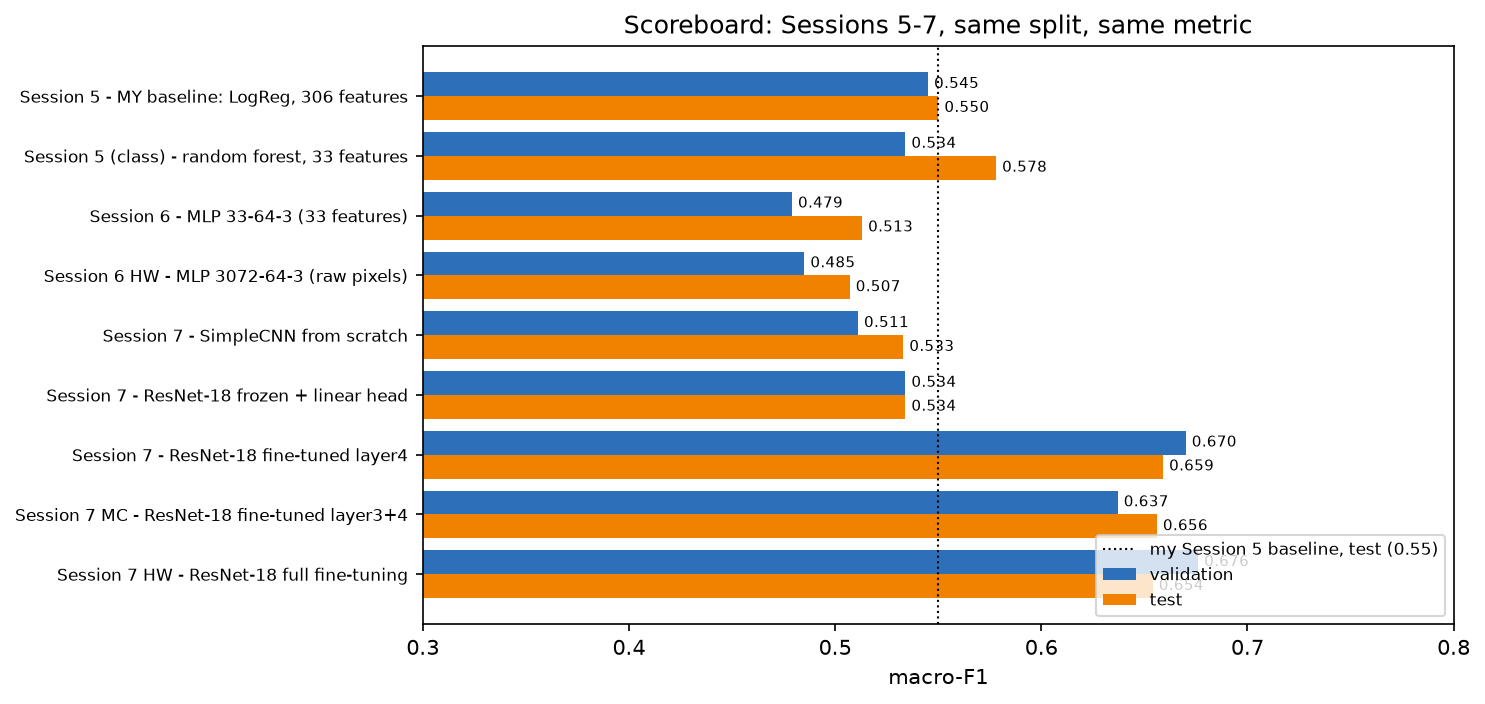 Scoreboard: Sessions 5-7, same split, same metric
Session 5 - MY baseline: LogReg, 306 features
0.545
0.550
Session 5 (class) - random forest, 33 features
0.534
0.578
Session 6 - MLP 33-64-3 (33 features)
0.479
0.513
Session 6 HW - MLP 3072-64-3 (raw pixels)
0.485
0.507
Session 7 - SimpleCNN from scratch
0.511
0.533
Session 7 - ResNet-18 frozen + linear head
0.534
0.534
Session 7 - ResNet-18 fine-tuned layer4
0.670
0.659
Session 7 MC - ResNet-18 fine-tuned layer3+4
0.637
0.656
Session 7 HW - ResNet-18 full fine-tuning
0.676
0.654
my Session 5 baseline, test (0.55)
validation
test
0.3 0.4 0.5 0.6 0.7 0.8
macro-F1